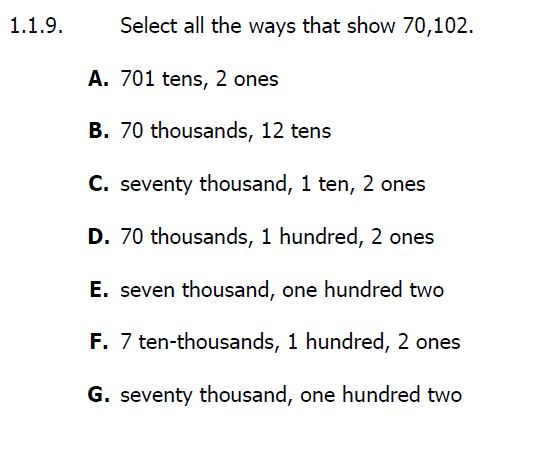 1.1.9. Select all the ways that show 70,102.
A. 701 tens, 2 ones
B. 70 thousands, 12 tens
C. seventy thousand, 1 ten, 2 ones
D. 70 thousands, 1 hundred, 2 ones
E. seven thousand, one hundred two
F. 7 ten-thousands, 1 hundred, 2 ones
G. seventy thousand, one hundred two